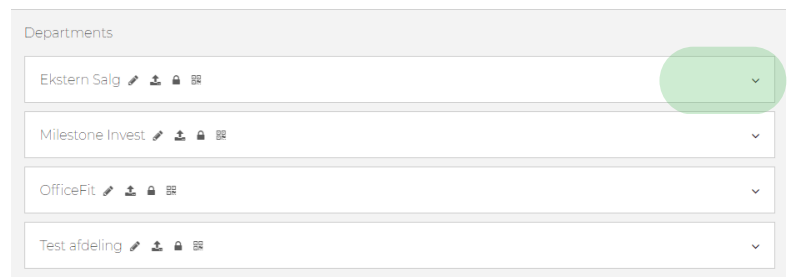 Departments
Ekstern Salg
Milestone Invest
OfficeFit
Test afdeling